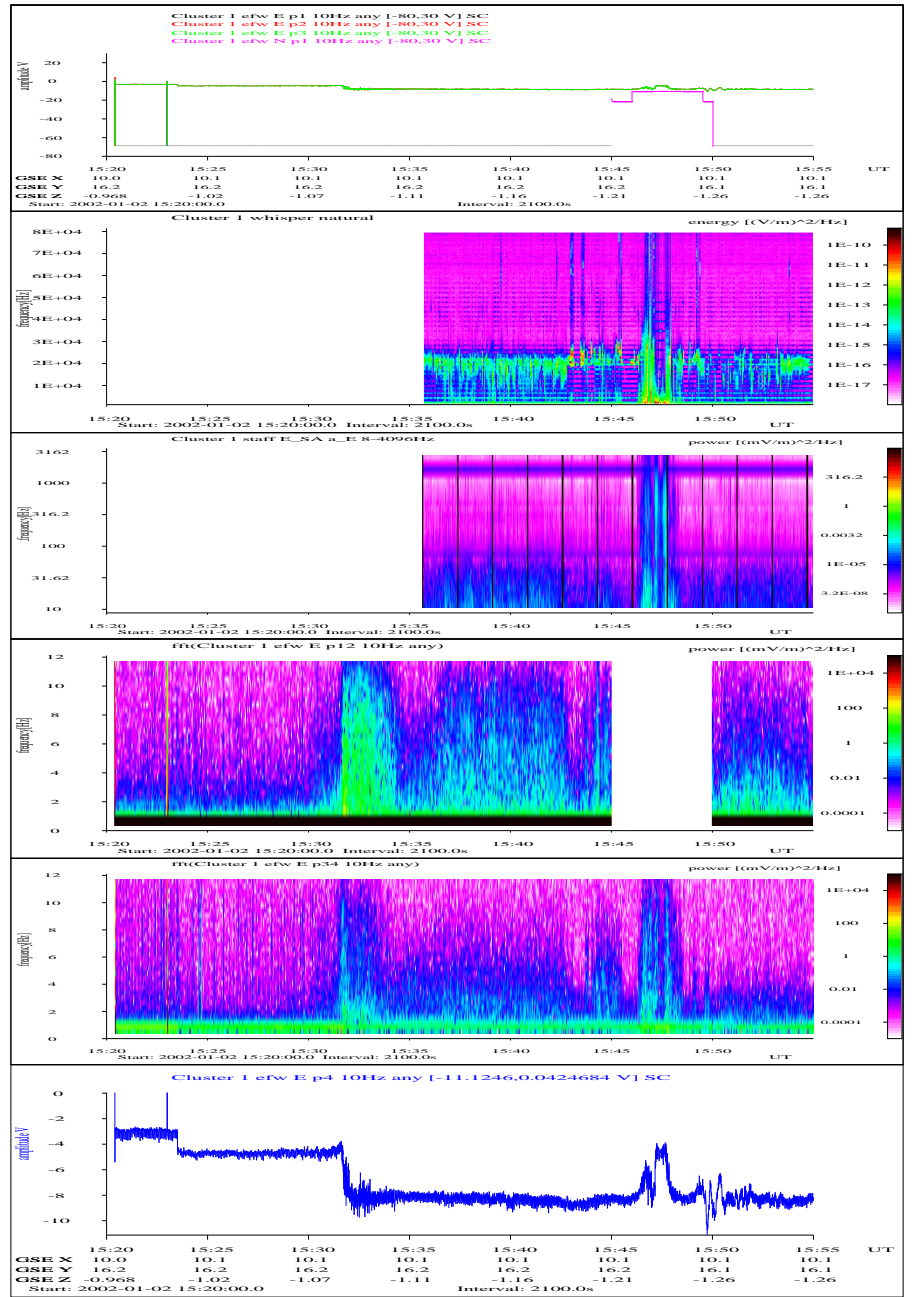 Cluster 1 efw E p1 10Hz any [-80,30 V] SC
Cluster 1 efw E p2 10Hz any [-80,30 V] SC
Cluster 1 efw E p3 10Hz any [-80,30 V] SC
Cluster 1 efw N p1 10Hz any [-80,30 V] SC
amplitude V
20
0
-20
-40
-60
-80
15:20 15:25 15:30 15:35 15:40 15:45 15:50 15:55 UT
GSE X 10.0 10.1 10.1 10.1 10.1 10.1 10.1 10.1
GSE Y 16.2 16.2 16.2 16.2 16.2 16.2 16.1 16.1
GSE Z -0.968 -1.02 -1.07 -1.11 -1.16 -1.21 -1.26 -1.26
Start: 2002-01-02 15:20:00.0 Interval: 2100.0s
Cluster 1 whisper natural
energy [(V/m)^2/Hz]
frequency[Hz]
8E+04
7E+04
6E+04
5E+04
4E+04
3E+04
2E+04
1E+04
1E-10
1E-11
1E-12
1E-13
1E-14
1E-15
1E-16
1E-17
15:20 15:25 15:30 15:35 15:40 15:45 15:50
Start: 2002-01-02 15:20:00.0 Interval: 2100.0s UT
Cluster 1 staff E_SA a_E 8-4096Hz
power [(mV/m)^2/Hz]
frequency[Hz]
3162
1000
316.2
100
31.62
10
316.2
1
0.0032
1E-05
3.2E-08
15:20 15:25 15:30 15:35 15:40 15:45 15:50
Start: 2002-01-02 15:20:00.0 Interval: 2100.0s UT
fft(Cluster 1 efw E p12 10Hz any)
power [(mV/m)^2/Hz]
frequency[Hz]
12
10
8
6
4
2
0
1E+04
100
1
0.01
0.0001
15:20 15:25 15:30 15:35 15:40 15:45 15:50
Start: 2002-01-02 15:20:00.0 Interval: 2100.0s UT
fft(Cluster 1 efw E p34 10Hz any)
power [(mV/m)^2/Hz]
frequency[Hz]
12
10
8
6
4
2
0
1E+04
100
1
0.01
0.0001
15:20 15:25 15:30 15:35 15:40 15:45 15:50
Start: 2002-01-02 15:20:00.0 Interval: 2100.0s UT
Cluster 1 efw E p4 10Hz any [-11.1246,0.0424684 V] SC
amplitude V
0
-2
-4
-6
-8
-10
15:20 15:25 15:30 15:35 15:40 15:45 15:50 15:55 UT
GSE X 10.0 10.1 10.1 10.1 10.1 10.1 10.1 10.1
GSE Y 16.2 16.2 16.2 16.2 16.2 16.2 16.1 16.1
GSE Z -0.968 -1.02 -1.07 -1.11 -1.16 -1.21 -1.26 -1.26
Start: 2002-01-02 15:20:00.0 Interval: 2100.0s